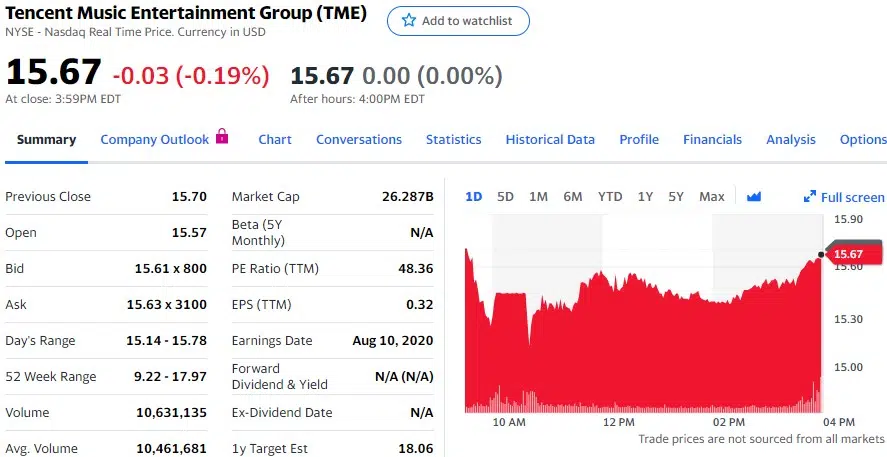 Tencent Music Entertainment Group (TME)
Add to watchlist
NYSE - Nasdaq Real Time Price. Currency in USD
15.67 -0.03 (-0.19%)
At close: 3:59PM EDT
15.67 0.00 (0.00%)
After hours: 4:00PM EDT
Summary Company Outlook Chart Conversations Statistics Historical Data Profile Financials Analysis Options
Previous Close 15.70
Open 15.57
Bid 15.61 x 800
Ask 15.63 x 3100
Day's Range 15.14 - 15.78
52 Week Range 9.22 - 17.97
Volume 10,631,135
Avg. Volume 10,461,681
Market Cap 26.287B
Beta (5Y
Monthly) N/A
PE Ratio (TTM) 48.36
EPS (TTM) 0.32
Earnings Date Aug 10, 2020
Forward
Dividend & Yield N/A (N/A)
Ex-Dividend Date N/A
1y Target Est 18.06
1D 5D 1M 6M YTD 1Y 5Y Max Full screen
15.90
15.67
15.60
15.30
15.00
10 AM 12 PM 02 PM 04 PM
Trade prices are not sourced from all markets